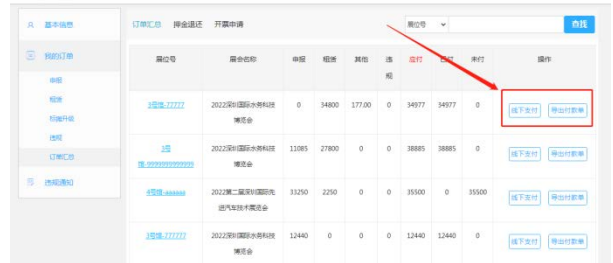 基本信息
我的订单
申报
租赁
标摊升级
违规
订单汇总
违规通知
订单汇总 押金退还 开票申请
展位号
查找
展位号 展会名称 申报 租赁 其他 违规 应付 已付 未付 操作
3号馆-77777 2022深圳国际水务科技博览会 0 34800 177.00 0 34977 34977 0 线下支付 导出付款单
3号馆-9999999999999 2022深圳国际水务科技博览会 11085 27800 0 0 38885 38885 0 线下支付 导出付款单
4号馆-aaaaaa 2022第二届深圳国际先进汽车技术展览会 33250 2250 0 0 35500 0 35500 线下支付 导出付款单
3号馆-777777 2022深圳国际水务科技博览会 12440 0 0 0 12440 12440 0 线下支付 导出付款单